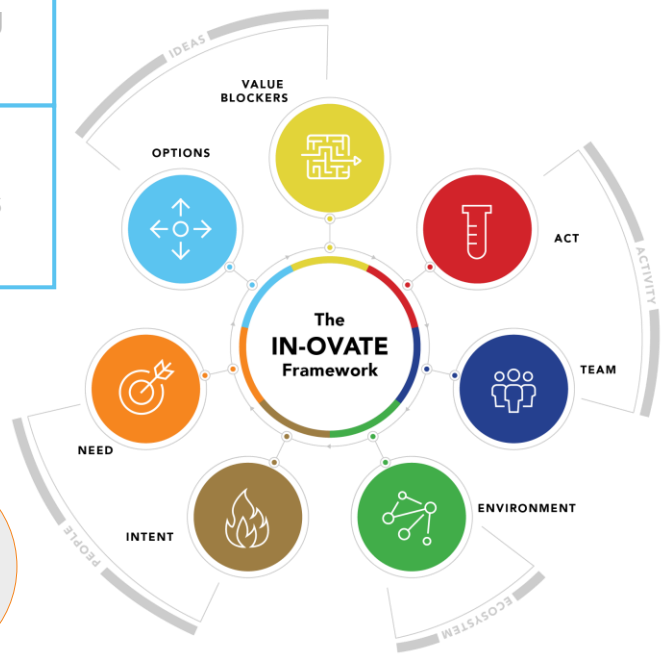 IDEAS
VALUE
BLOCKERS
OPTIONS
ACT
ACTIVITY
The
IN-OVATE
Framework
TEAM
NEED
ENVIRONMENT
INTENT
PEOPLE
ECOSYSTEM